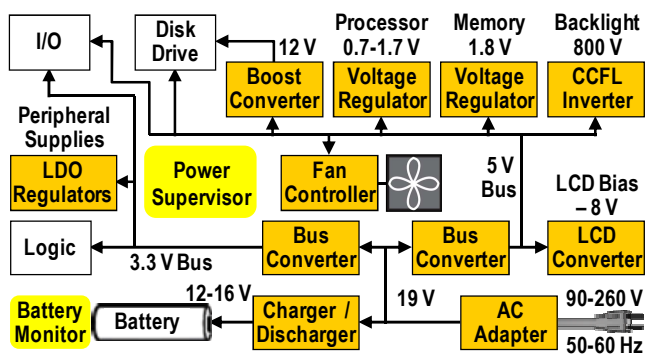 I/O
Disk
Drive
12 V
Processor
0.7-1.7 V
Memory
1.8 V
Backlight
800 V
Boost
Converter
Voltage
Regulator
Voltage
Regulator
CCFL
Inverter
Peripheral
Supplies
LDO
Regulators
Power
Supervisor
Fan
Controller
5 V
Bus
LCD Bias
– 8 V
Logic
3.3 V Bus
Bus
Converter
Bus
Converter
LCD
Converter
Battery
Monitor
Battery
12-16 V
Charger /
Discharger
19 V
AC
Adapter
90-260 V
50-60 Hz